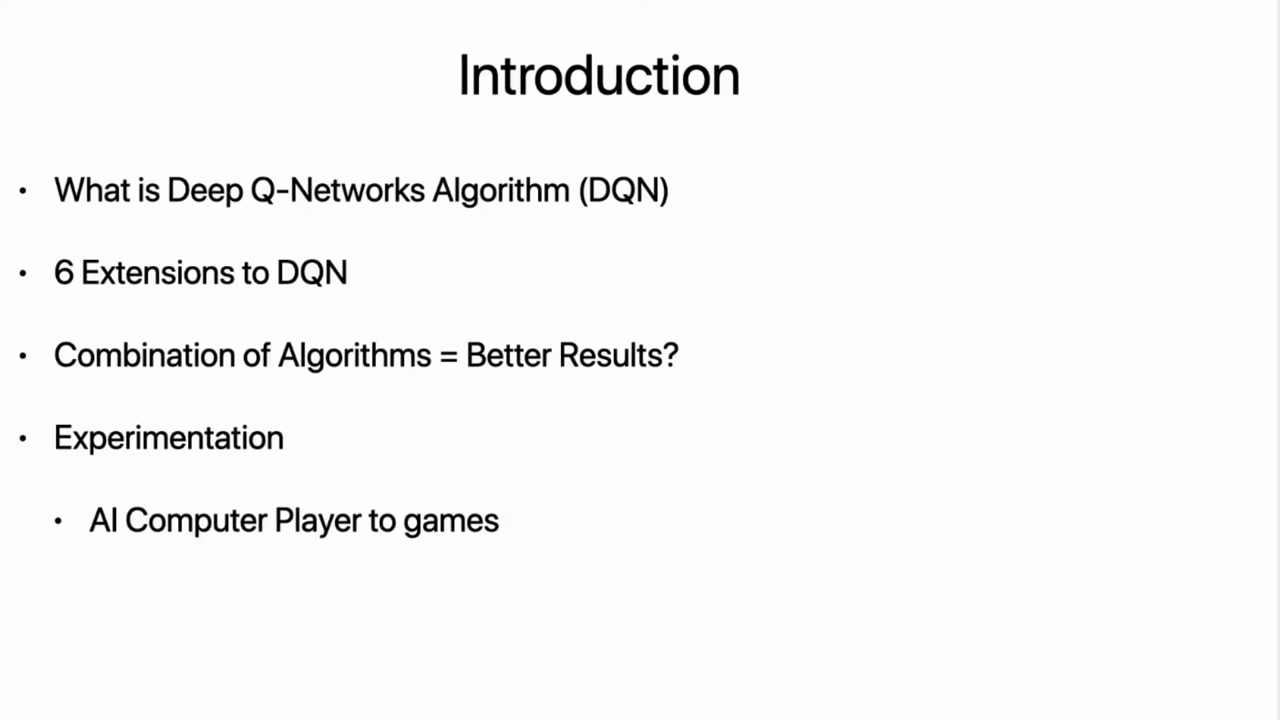 Introduction
• What is Deep Q-Networks Algorithm (DQN)
• 6 Extensions to DQN
• Combination of Algorithms = Better Results?
• Experimentation
• AI Computer Player to games